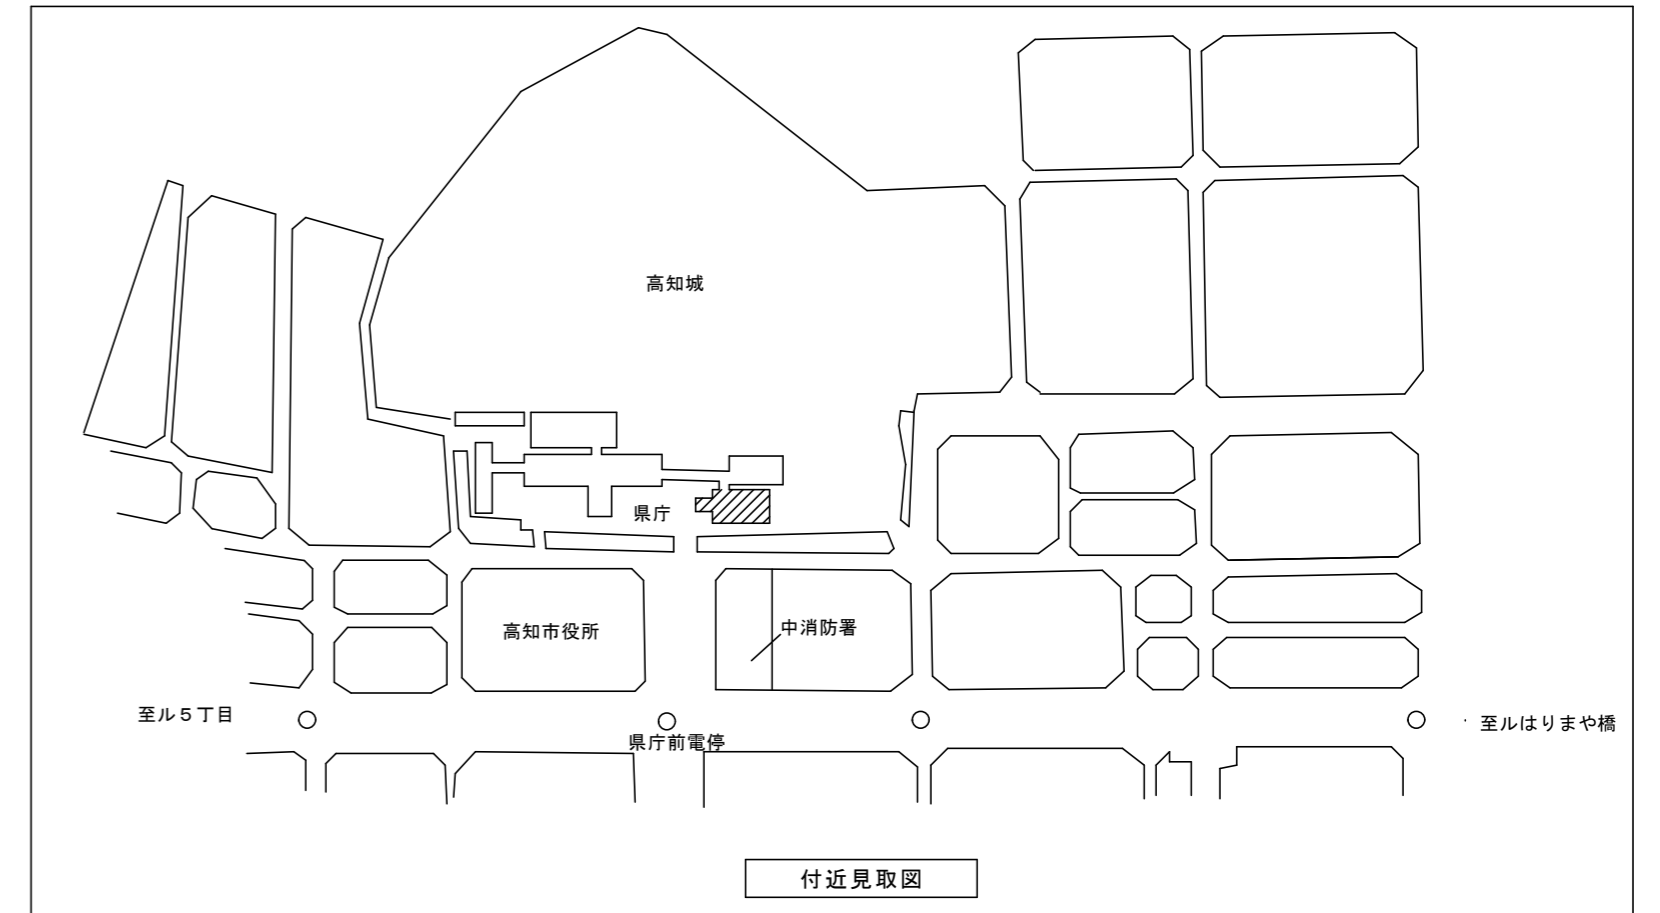 高知城
県庁
高知市役所
中消防署
至ル５丁目
県庁前電停
至ルはりまや橋
付近見取図